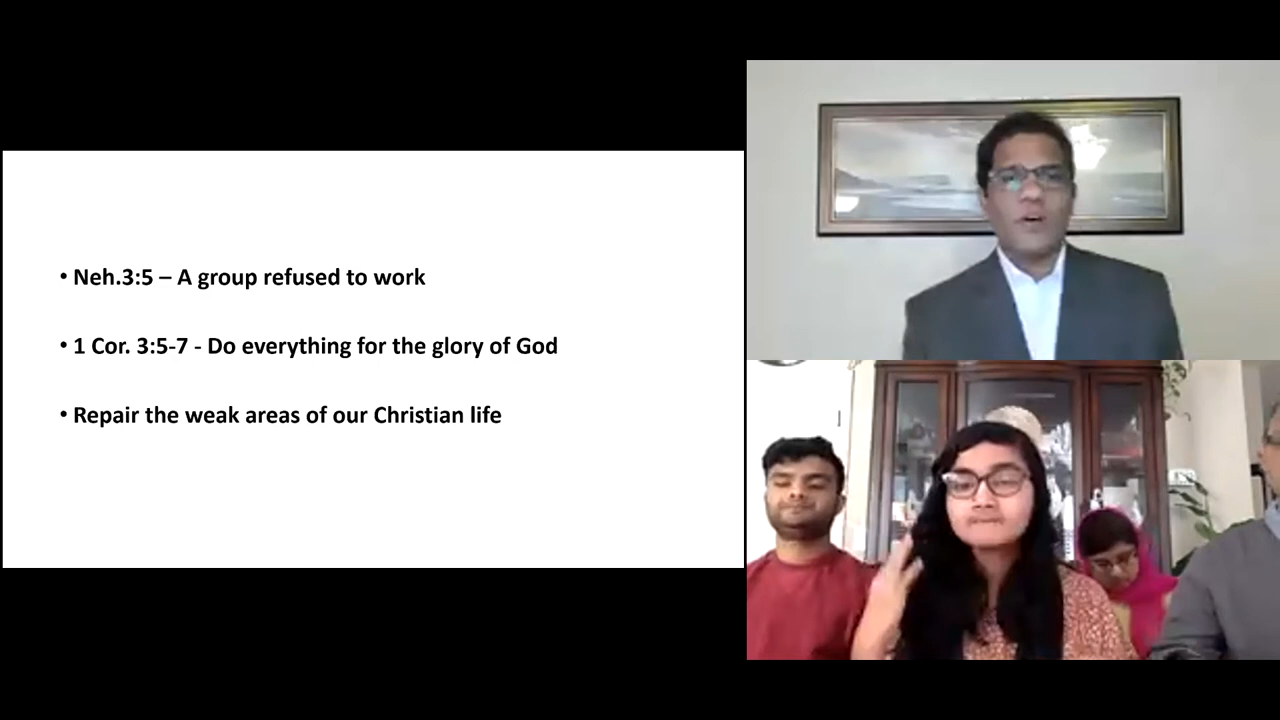 • Neh.3:5 – A group refused to work
• 1 Cor. 3:5-7 - Do everything for the glory of God
• Repair the weak areas of our Christian life